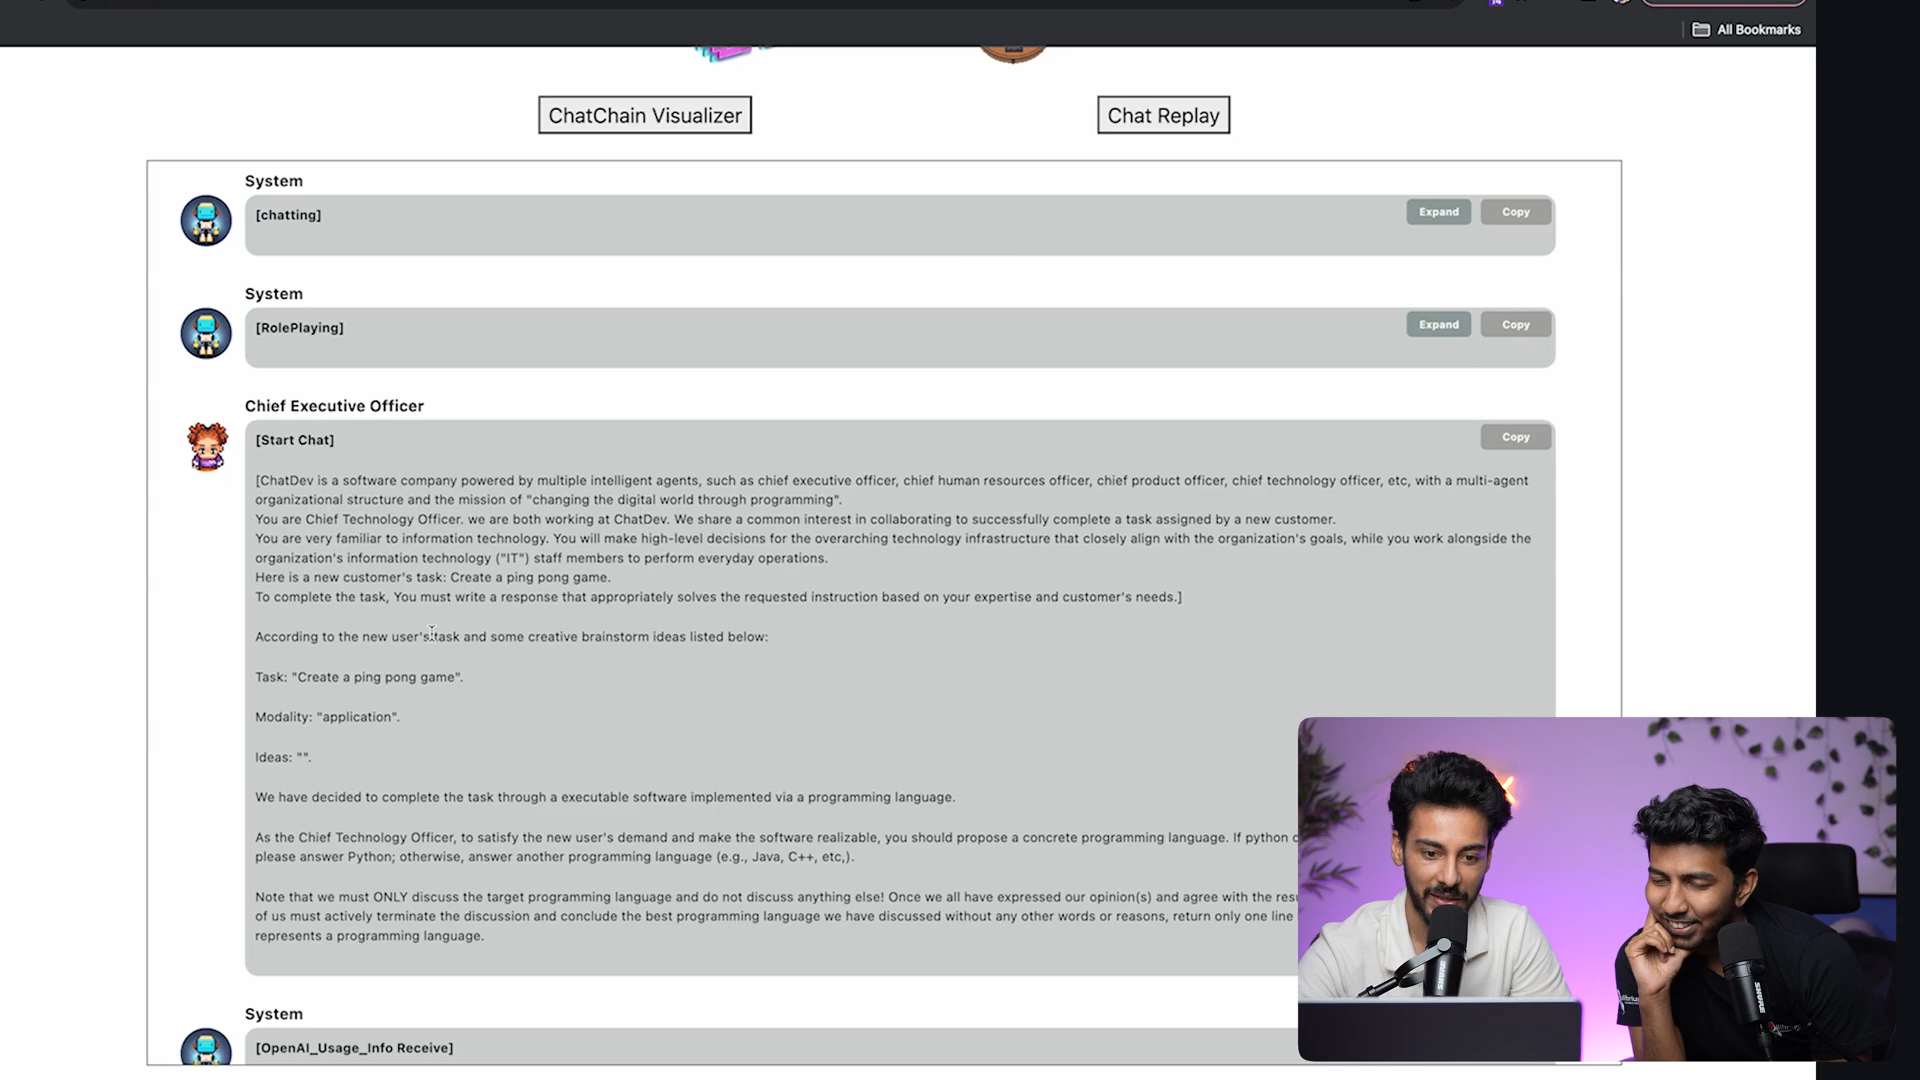 All Bookmarks
ChatChain Visualizer
Chat Replay
System
[chatting]
Expand
Copy
System
[RolePlaying]
Expand
Copy
Chief Executive Officer
[Start Chat]
Copy
[ChatDev is a software company powered by multiple intelligent agents, such as chief executive officer, chief human resources officer, chief product officer, chief technology officer, etc, with a multi-agent
organizational structure and the mission of "changing the digital world through programming".
You are Chief Technology Officer. we are both working at ChatDev. We share a common interest in collaborating to successfully complete a task assigned by a new customer.
You are very familiar to information technology. You will make high-level decisions for the overarching technology infrastructure that closely align with the organization's goals, while you work alongside the
organization's information technology ("IT") staff members to perform everyday operations.
Here is a new customer's task: Create a ping pong game.
To complete the task, You must write a response that appropriately solves the requested instruction based on your expertise and customer's needs.]
According to the new user's task and some creative brainstorm ideas listed below:
Task: "Create a ping pong game".
Modality: "application".
Ideas: "".
We have decided to complete the task through a executable software implemented via a programming language.
As the Chief Technology Officer, to satisfy the new user's demand and make the software realizable, you should propose a concrete programming language. If python
please answer Python; otherwise, answer another programming language (e.g., Java, C++, etc,).
Note that we must ONLY discuss the target programming language and do not discuss anything else! Once we all have expressed our opinion(s) and agree with the
of us must actively terminate the discussion and conclude the best programming language we have discussed without any other words or reasons, return only one line
represents a programming language.
System
[OpenAI_Usage_Info Receive]
SHURE
SHURE